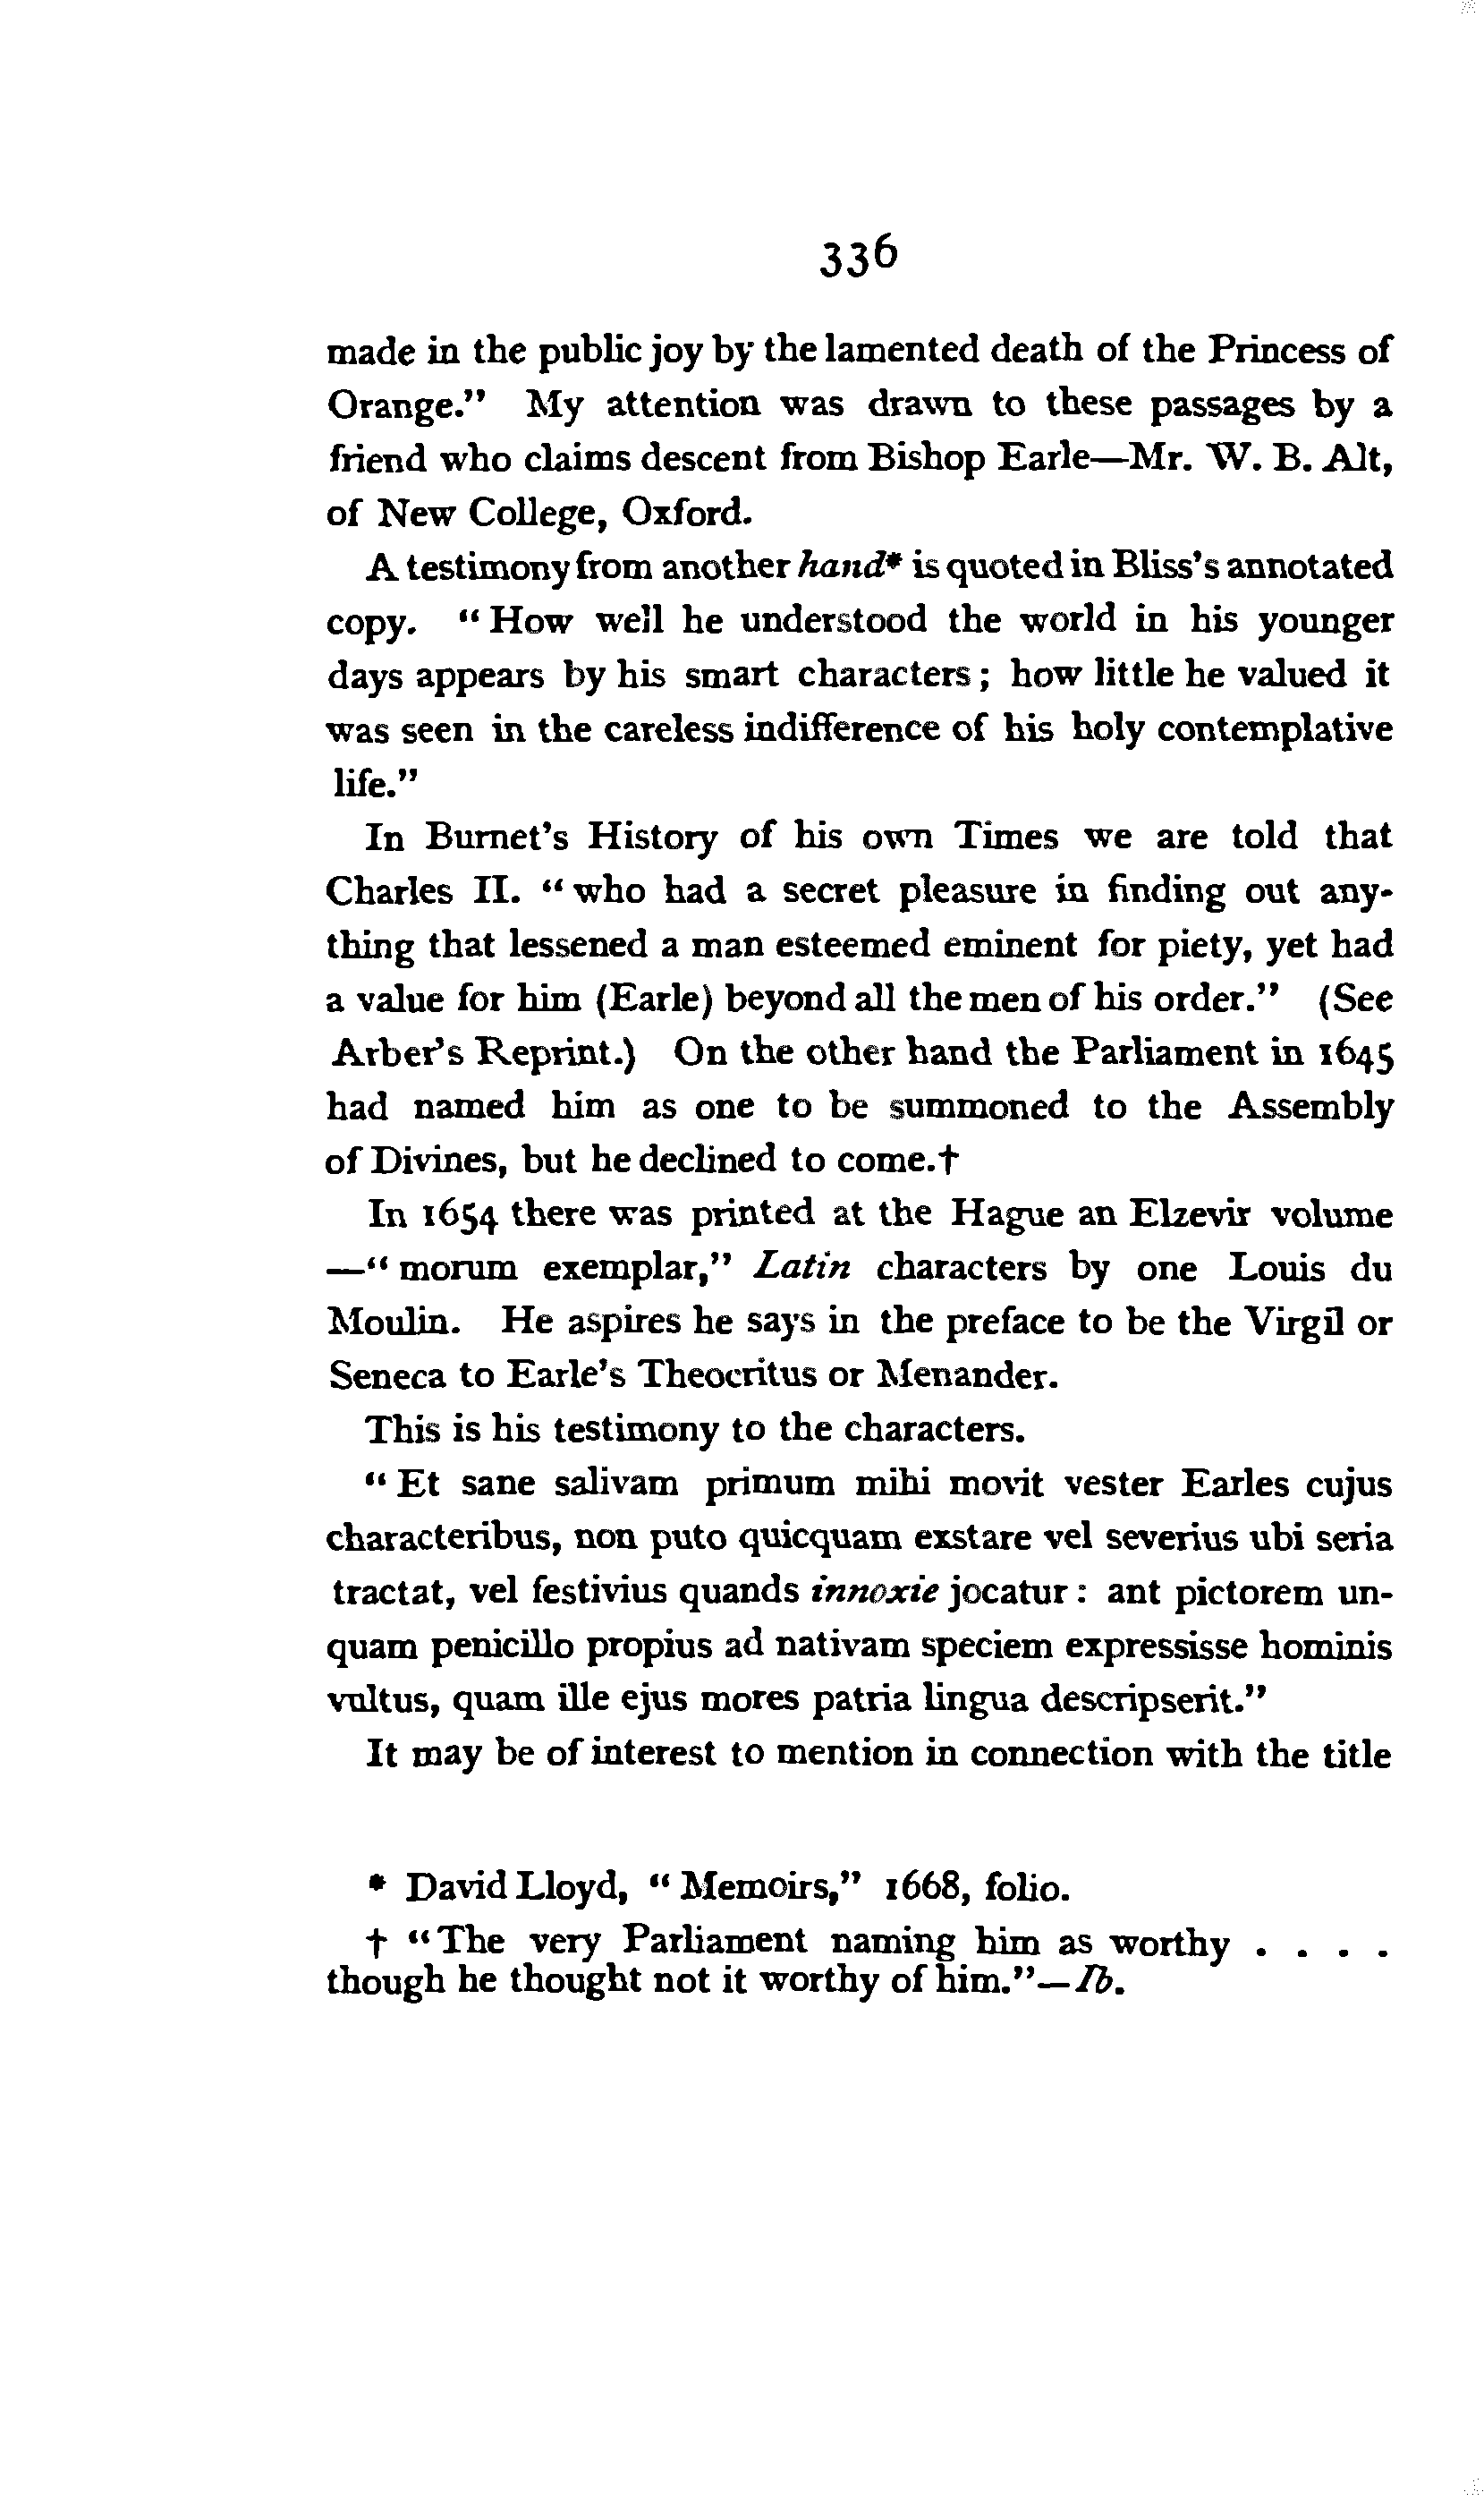 336
made in the public joy by the lamented death of the Princess of
Orange." My attention was drawn to these passages by a
friend who claims descent from Bishop Earle—Mr. W. B. Alt,
of New College, Oxford.
A testimony from another hand* is quoted in Bliss's annotated
copy. "How well he understood the world in his younger
days appears by his smart characters; how little he valued it
was seen in the careless indifference of his holy contemplative
life."
In Burnet's History of his own Times we are told that
Charles II. "who had a secret pleasure in finding out any-
thing that lessened a man esteemed eminent for piety, yet had
a value for him (Earle) beyond all the men of his order." (See
Arber's Reprint.) On the other hand the Parliament in 1645
had named him as one to be summoned to the Assembly
of Divines, but he declined to come.†
In 1654 there was printed at the Hague an Elzevir volume
—"morum exemplar," Latin characters by one Louis du
Moulin. He aspires he says in the preface to be the Virgil or
Seneca to Earle's Theocritus or Menander.
This is his testimony to the characters.
"Et sane salivam primum mihi movit vester Earles cujus
characteribus, non puto quicquam exstare vel severius ubi seria
tractat, vel festivius quands innoxie jocatur: ant pictorem un-
quam penicillo propius ad nativam speciem expressisse hominis
vultus, quam ille ejus mores patria lingua descripserit."
It may be of interest to mention in connection with the title
* David Lloyd, "Memoirs," 1668, folio.
† "The very Parliament naming him as worthy . . . .
though he thought not it worthy of him."—Ib.